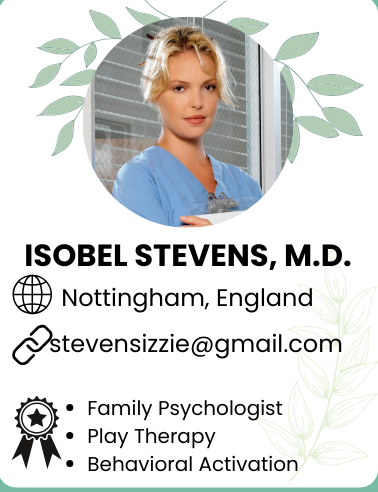 ISOBEL STEVENS, M.D.
Nottingham, England
stevensizzie@gmail.com
• Family Psychologist
• Play Therapy
• Behavioral Activation